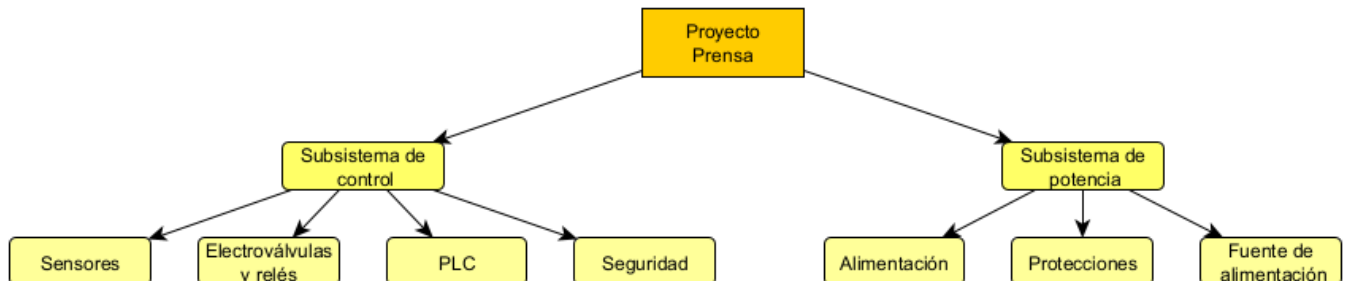 Proyecto
Prensa
Subsistema de
control
Subsistema de
potencia
Sensores
Electroválvulas
y relés
PLC
Seguridad
Alimentación
Protecciones
Fuente de
alimentación